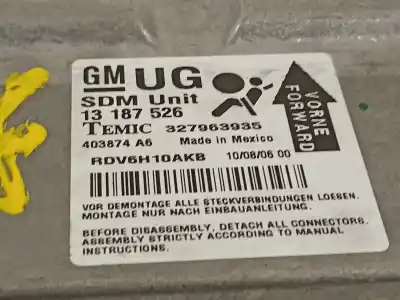 GM UG
SDM Unit
13 187 526
TEMIC 327963935
403874 A6 Made in Mexico
RDV6H10AKB 10/08/06 00
VORNE
FORWARD
VOR DEMONTAGE ALLE STECKVERBINDUNGEN LOESEN.
MONTAGE NUR NACH EINBAUANLEITUNG.
BEFORE DISASSEMBLY, DETACH ALL CONNECTORS.
ASSEMBLY STRICTLY ACCORDING TO MANUAL
INSTRUCTIONS.